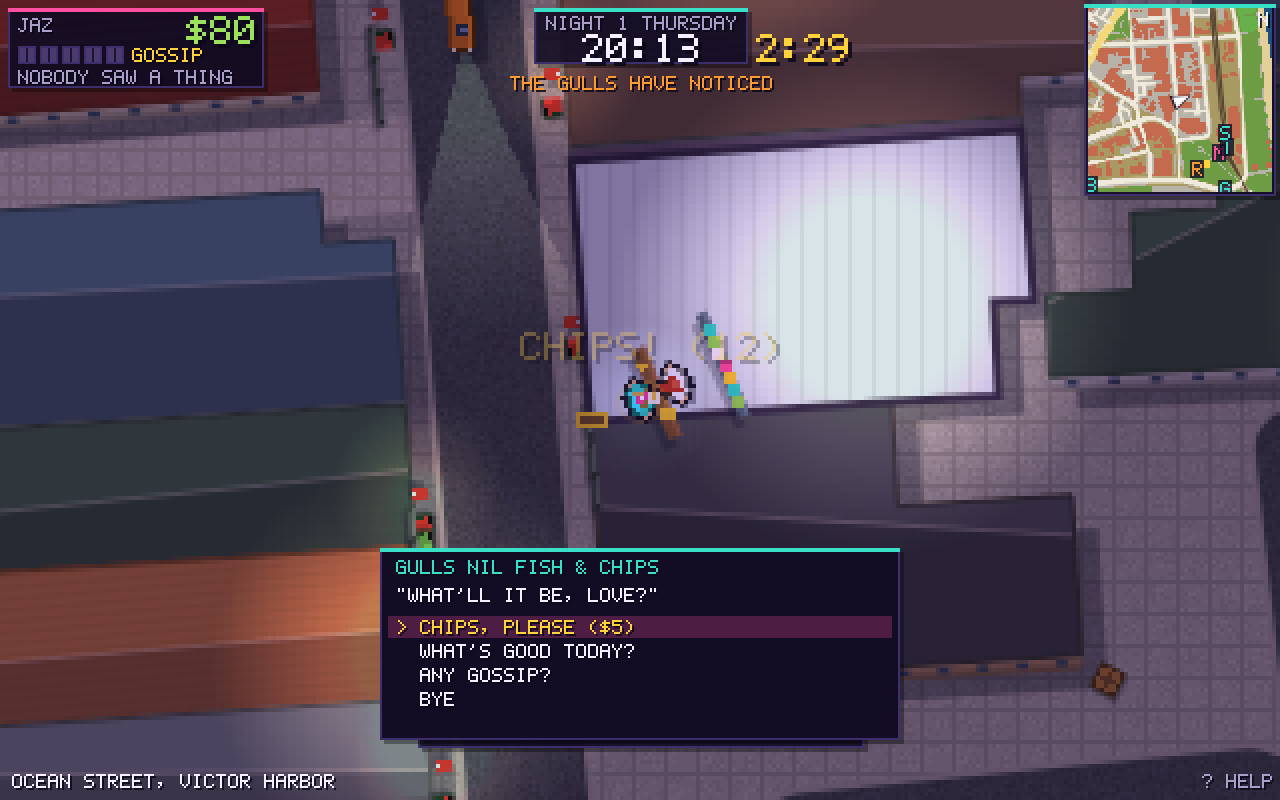 JAZ
$80
GOSSIP
NOBODY SAW A THING
NIGHT 1 THURSDAY
20:13
2:29
THE GULLS HAVE NOTICED
N
S
1
M
R
B
G
CHIPS! (12)
GULLS NIL FISH & CHIPS
"WHAT'LL IT BE, LOVE?"
> CHIPS, PLEASE ($5)
WHAT'S GOOD TODAY?
ANY GOSSIP?
BYE
OCEAN STREET, VICTOR HARBOR
? HELP